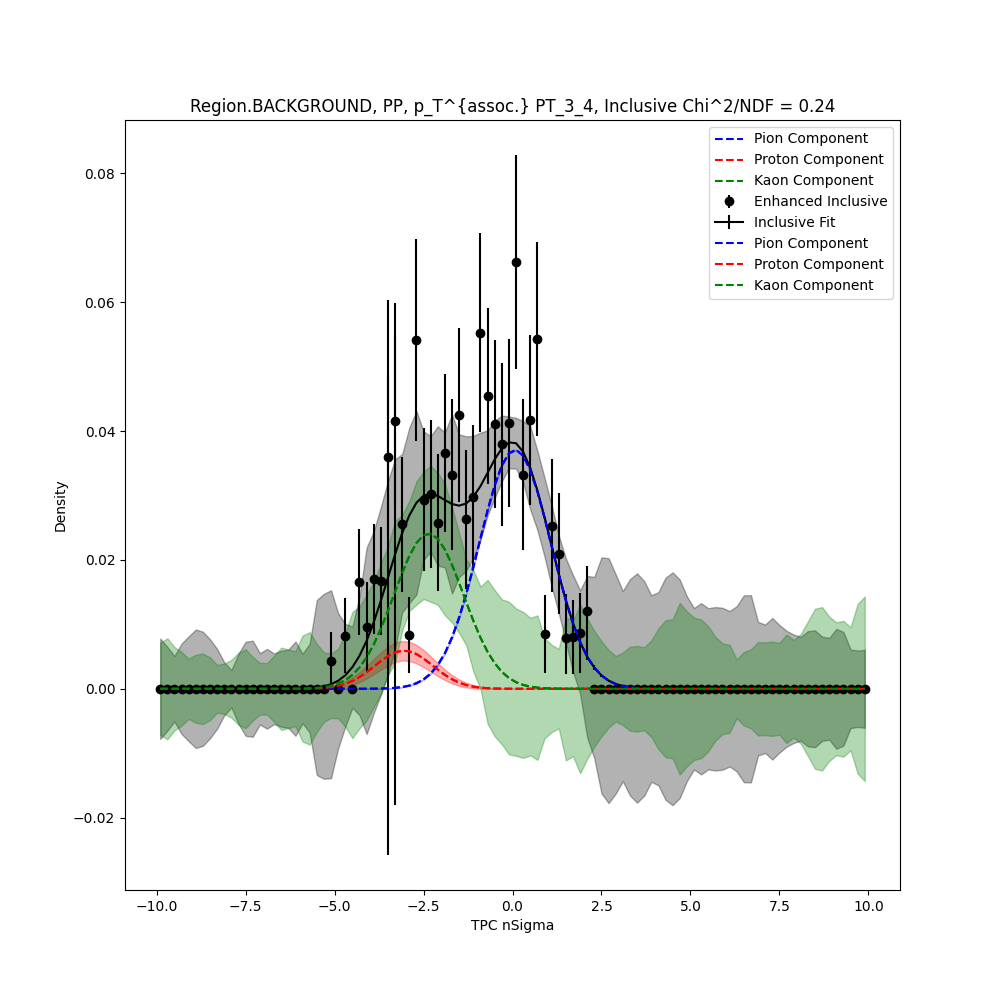 Region.BACKGROUND, PP, p_T^{assoc.} PT_3_4, Inclusive Chi^2/NDF = 0.24
Pion Component
Proton Component
Kaon Component
Enhanced Inclusive
Inclusive Fit
Pion Component
Proton Component
Kaon Component
0.08
0.06
0.04
0.02
0.00
−0.02
Density
−10.0 −7.5 −5.0 −2.5 0.0 2.5 5.0 7.5 10.0
TPC nSigma